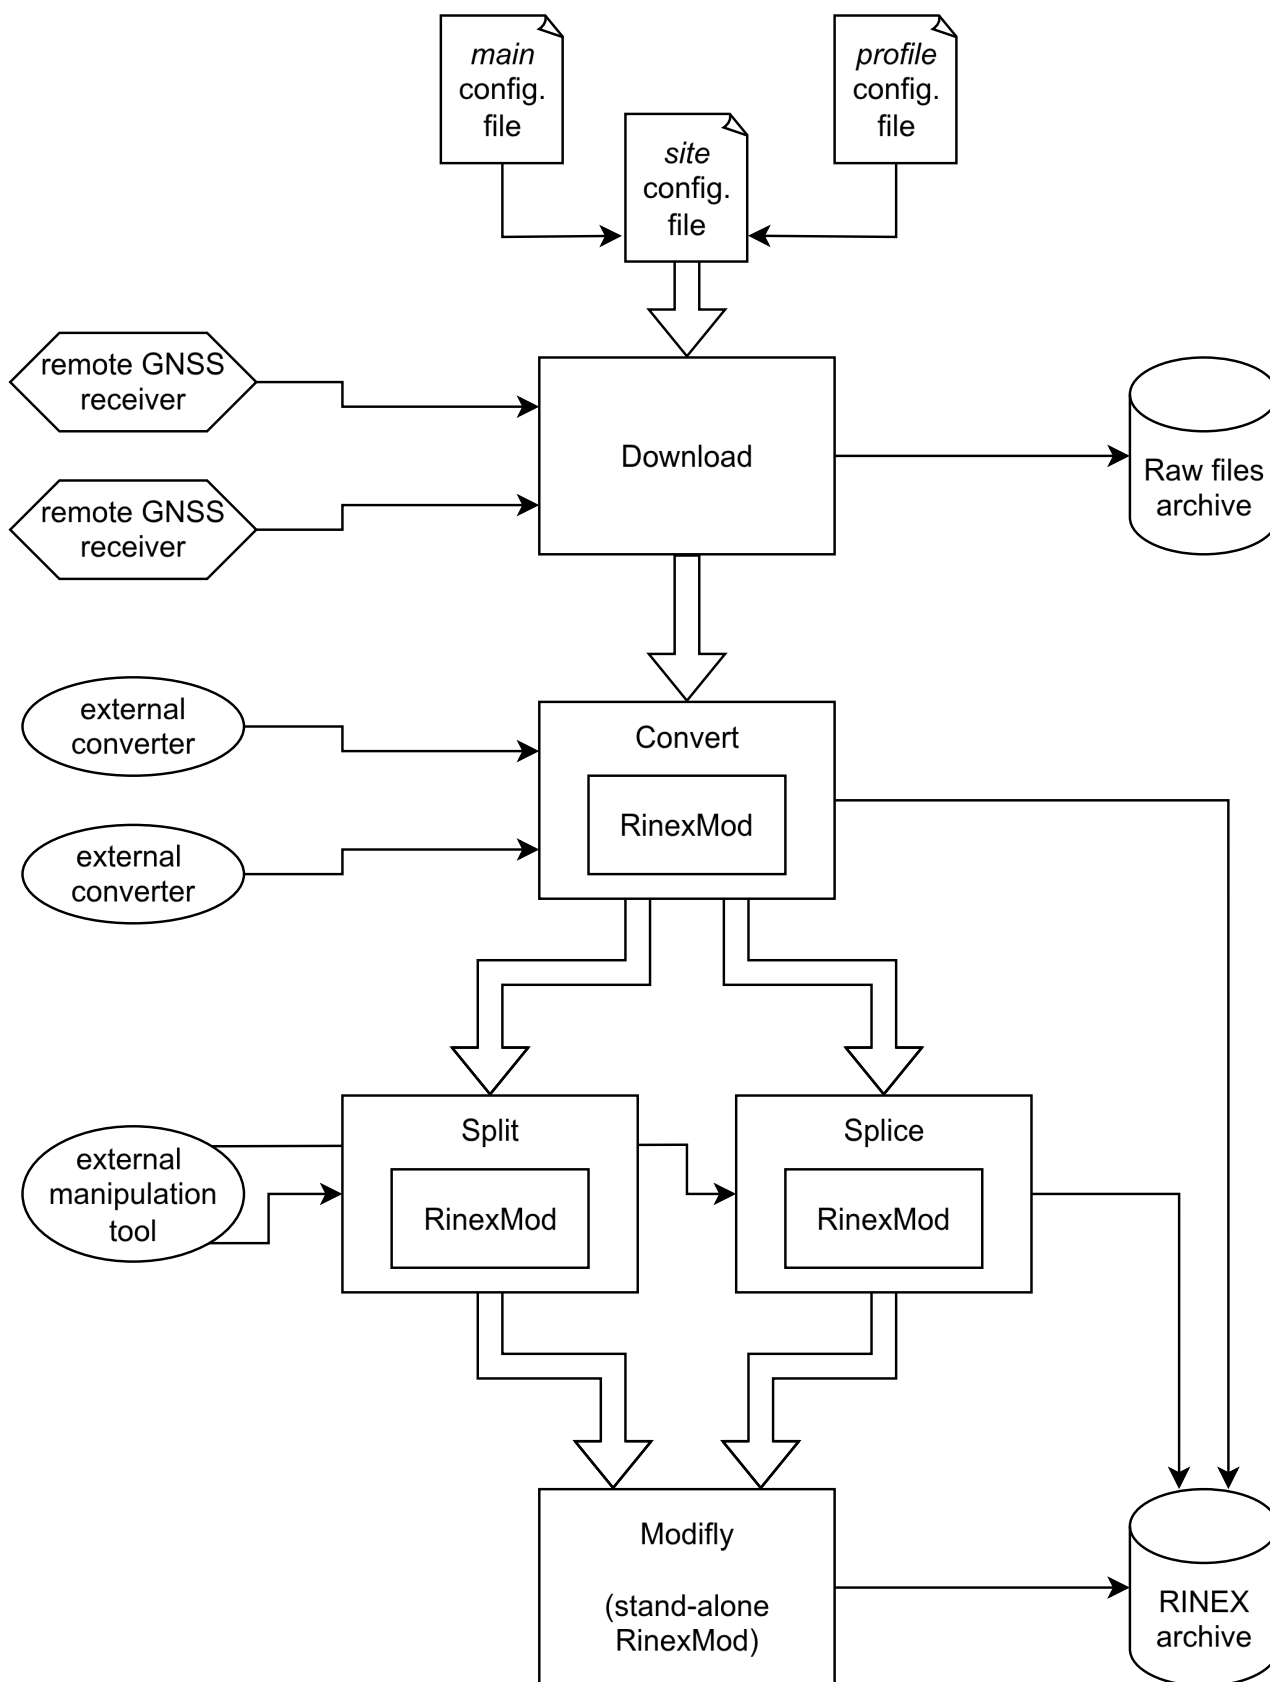 main
config.
file
profile
config.
file
site
config.
file
remote GNSS
receiver
Download
Raw files
archive
remote GNSS
receiver
external
converter
Convert
RinexMod
external
converter
Split
Splice
external
manipulation
tool
RinexMod
RinexMod
Modifly
(stand-alone
RinexMod)
RINEX
archive